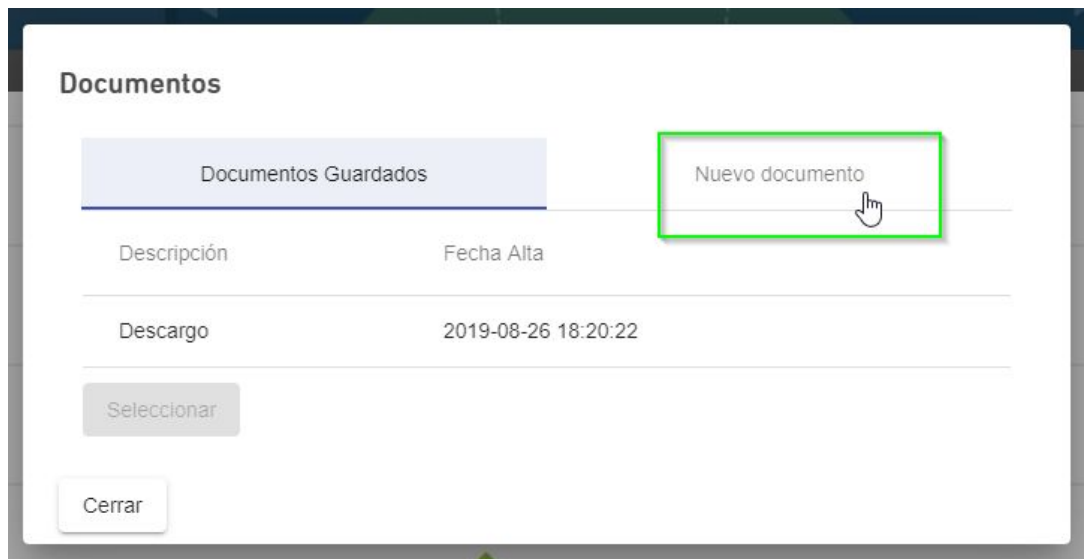 Documentos
Documentos Guardados Nuevo documento
Descripción Fecha Alta
Descargo 2019-08-26 18:20:22
Seleccionar
Cerrar